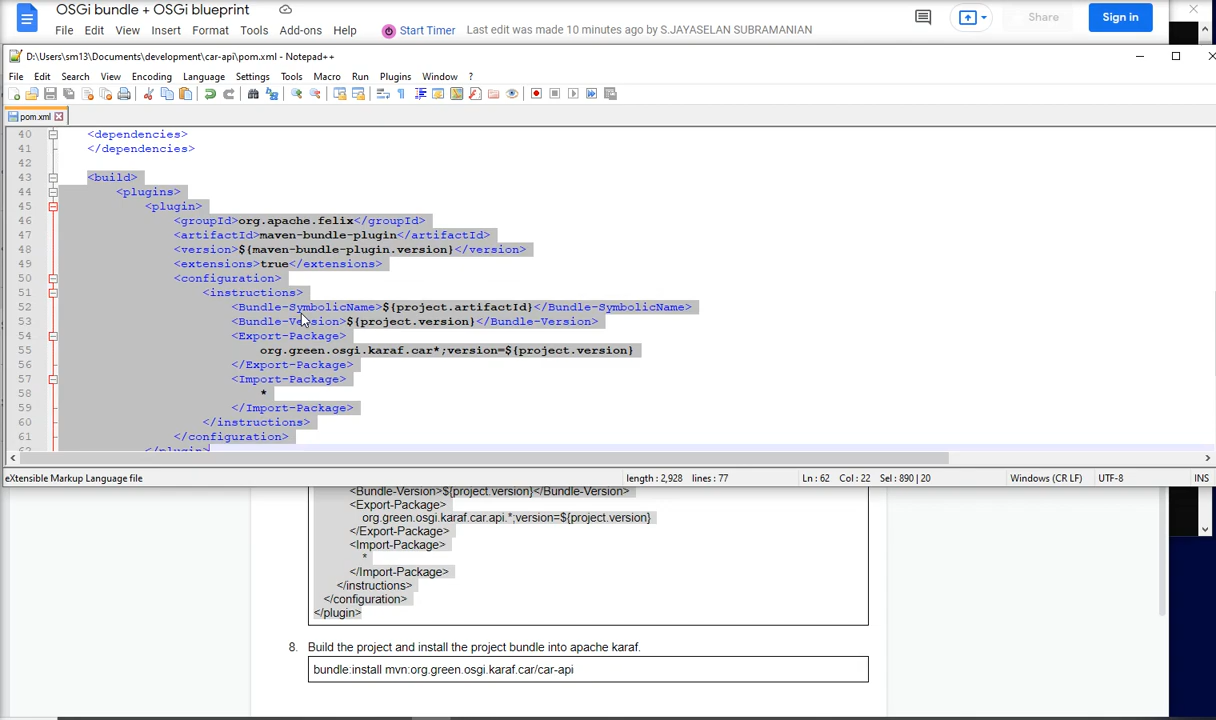 OSGi bundle + OSGi blueprint
File Edit View Insert Format Tools Add-ons Help Start Timer Last edit was made 10 minutes ago by S.JAYASELAN SUBRAMANIAN
Share
Sign in
D:\Users\sm13\Documents\development\car-api\pom.xml - Notepad++
File Edit Search View Encoding Language Settings Tools Macro Run Plugins Window ?
pom.xml
40 <dependencies>
41 </dependencies>
42
43 <build>
44 <plugins>
45 <plugin>
46 <groupId>org.apache.felix</groupId>
47 <artifactId>maven-bundle-plugin</artifactId>
48 <version>${maven-bundle-plugin.version}</version>
49 <extensions>true</extensions>
50 <configuration>
51 <instructions>
52 <Bundle-SymbolicName>${project.artifactId}</Bundle-SymbolicName>
53 <Bundle-Version>${project.version}</Bundle-Version>
54 <Export-Package>
55 org.green.osgi.karaf.car*;version=${project.version}
56 </Export-Package>
57 <Import-Package>
58 *
59 </Import-Package>
60 </instructions>
61 </configuration>
62 </plugin>
eXtensible Markup Language file length : 2,928 lines : 77 Ln : 62 Col : 22 Sel : 890 | 20 Windows (CR LF) UTF-8 INS
<Bundle-Version>${project.version}</Bundle-Version>
<Export-Package>
org.green.osgi.karaf.car.api.*;version=${project.version}
</Export-Package>
<Import-Package>
*
</Import-Package>
</instructions>
</configuration>
</plugin>
8. Build the project and install the project bundle into apache karaf.
bundle:install mvn:org.green.osgi.karaf.car/car-api